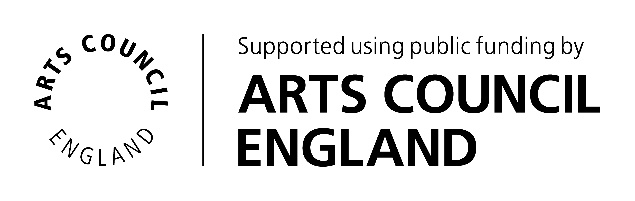 ARTS COUNCIL
ENGLAND
Supported using public funding by
ARTS COUNCIL
ENGLAND